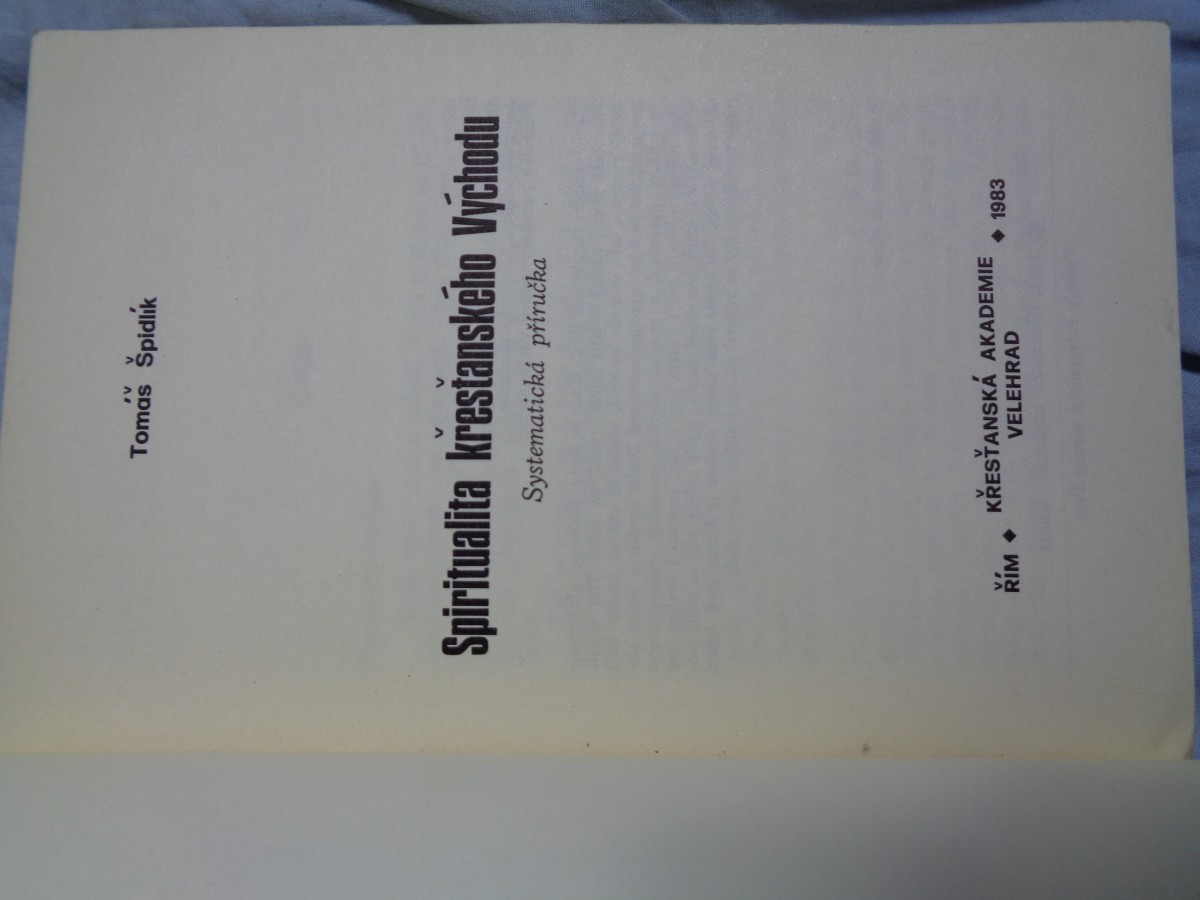 Tomáš Špidlík
Spiritualita křesťanského Východu
Systematická příručka
ŘÍM ◆ KŘESŤANSKÁ AKADEMIE ◆ 1983
VELEHRAD